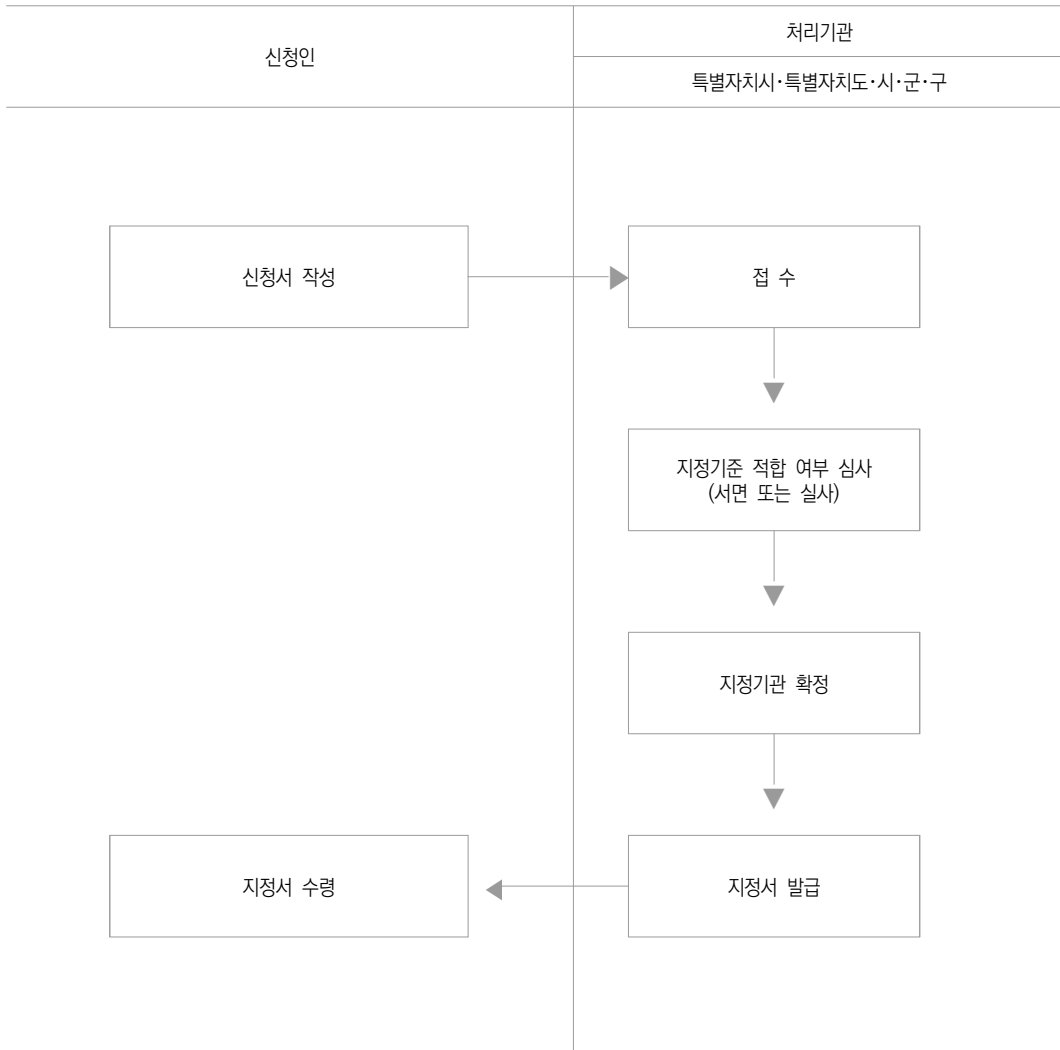 신청인
처리기관
특별자치시·특별자치도·시·군·구
신청서 작성
접 수
지정기준 적합 여부 심사
(서면 또는 실사)
지정기관 확정
지정서 수령
지정서 발급